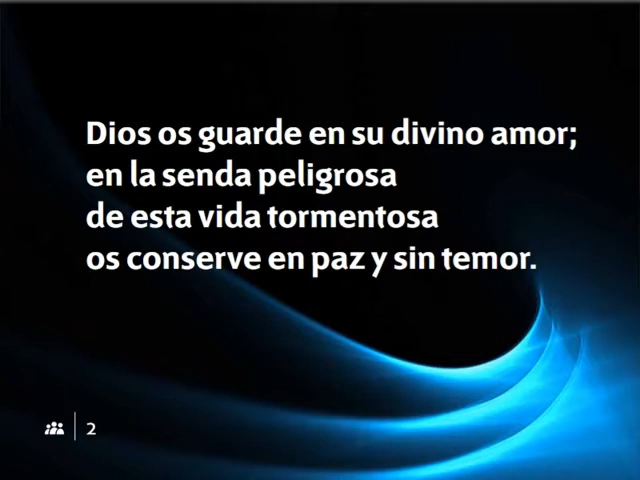 Dios os guarde en su divino amor;
en la senda peligrosa
de esta vida tormentosa
os conserve en paz y sin temor.
2